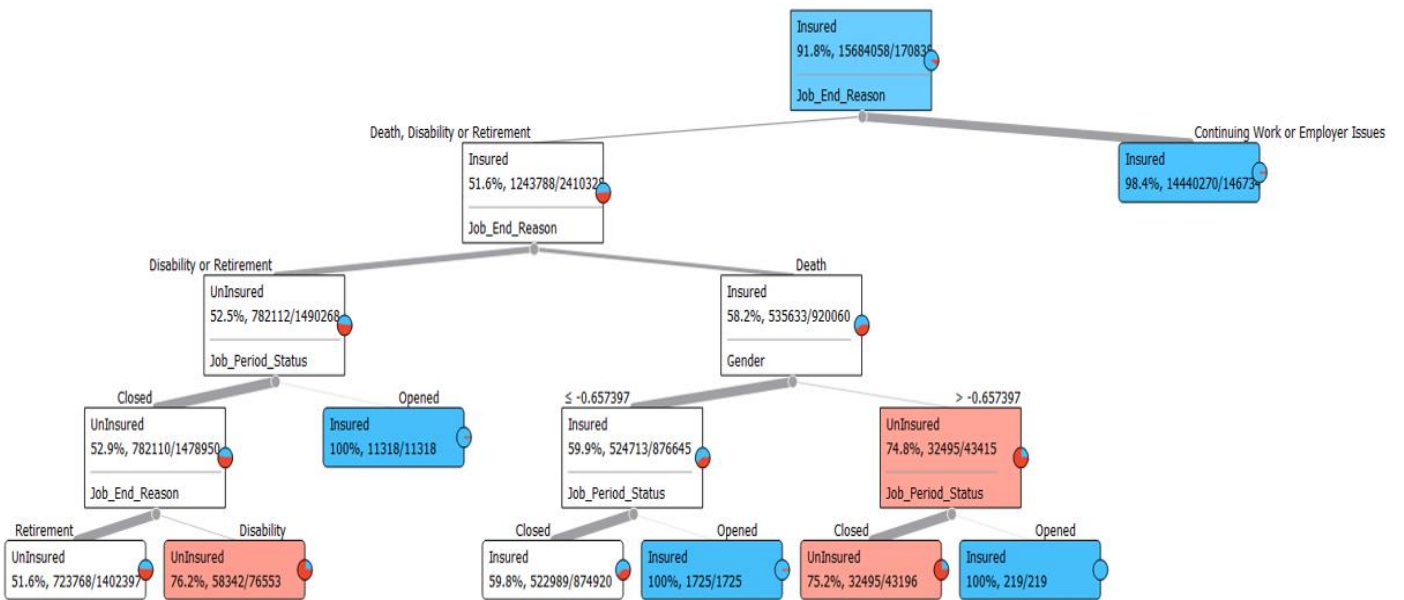 Insured
91.8%, 15684058/170838
Job_End_Reason
Death, Disability or Retirement
Continuing Work or Employer Issues
Insured
51.6%, 1243788/2410328
Job_End_Reason
Insured
98.4%, 14440270/146734
Disability or Retirement
Death
UnInsured
52.5%, 782112/1490268
Job_Period_Status
Insured
58.2%, 535633/920060
Gender
Closed
Opened
≤ -0.657397
> -0.657397
UnInsured
52.9%, 782110/1478950
Job_End_Reason
Insured
100%, 11318/11318
Insured
59.9%, 524713/876645
Job_Period_Status
UnInsured
74.8%, 32495/43415
Job_Period_Status
Retirement
Disability
Closed
Opened
Closed
Opened
UnInsured
51.6%, 723768/1402397
UnInsured
76.2%, 58342/76553
Insured
59.8%, 522989/874920
Insured
100%, 1725/1725
UnInsured
75.2%, 32495/43196
Insured
100%, 219/219